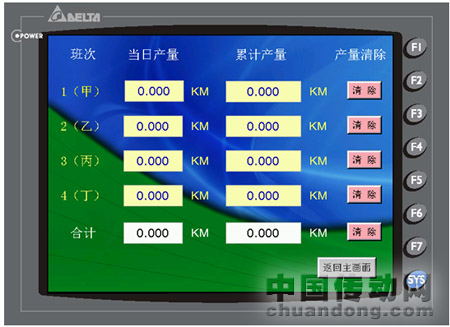 DELTA
POWER
班次 当日产量 累计产量 产量清除
1(甲) 0.000 KM 0.000 KM 清除
2(乙) 0.000 KM 0.000 KM 清除
3(丙) 0.000 KM 0.000 KM 清除
4(丁) 0.000 KM 0.000 KM 清除
合计 0.000 KM 0.000 KM 清除
返回主画面
F1
F2
F3
F4
F5
F6
F7
SYS
中国传动网
chuandong.com